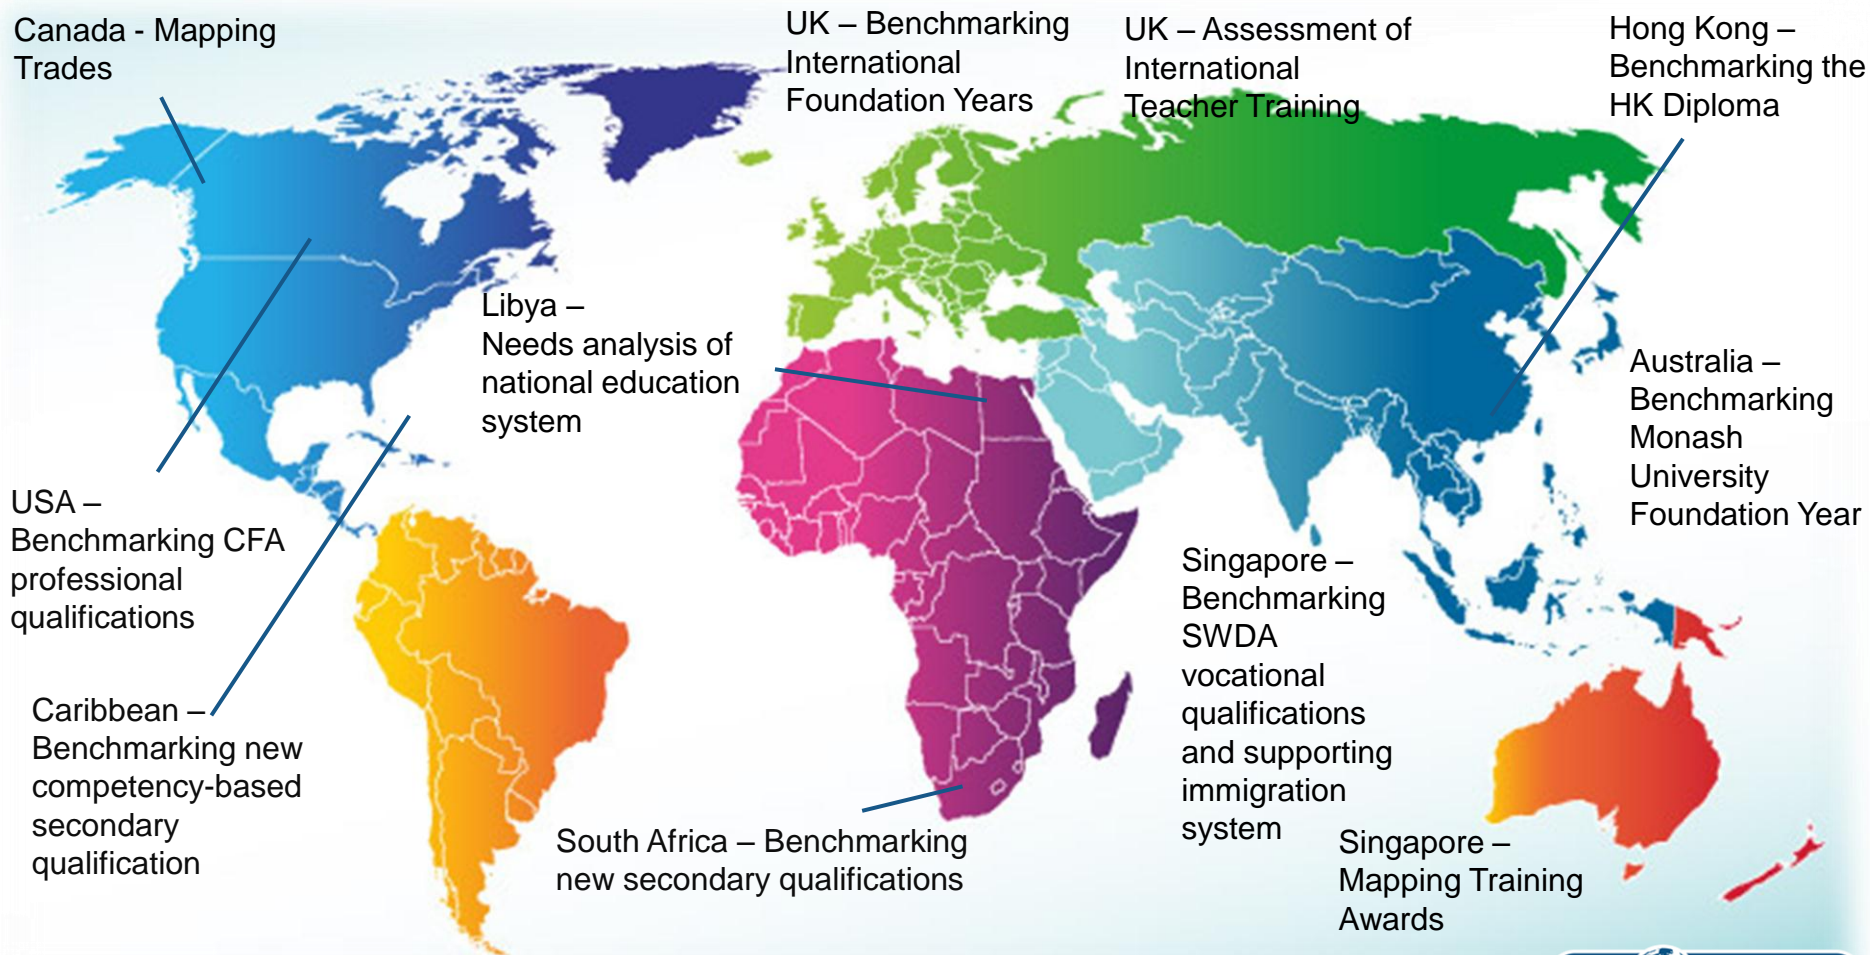 Canada - Mapping
Trades
UK – Benchmarking
International
Foundation Years
UK – Assessment of
International
Teacher Training
Hong Kong –
Benchmarking the
HK Diploma
Libya –
Needs analysis of
national education
system
Australia –
Benchmarking
Monash
University
Foundation Year
USA –
Benchmarking CFA
professional
qualifications
Singapore –
Benchmarking
SWDA
vocational
qualifications
and supporting
immigration
system
Caribbean –
Benchmarking new
competency-based
secondary
qualification
South Africa – Benchmarking
new secondary qualifications
Singapore –
Mapping Training
Awards